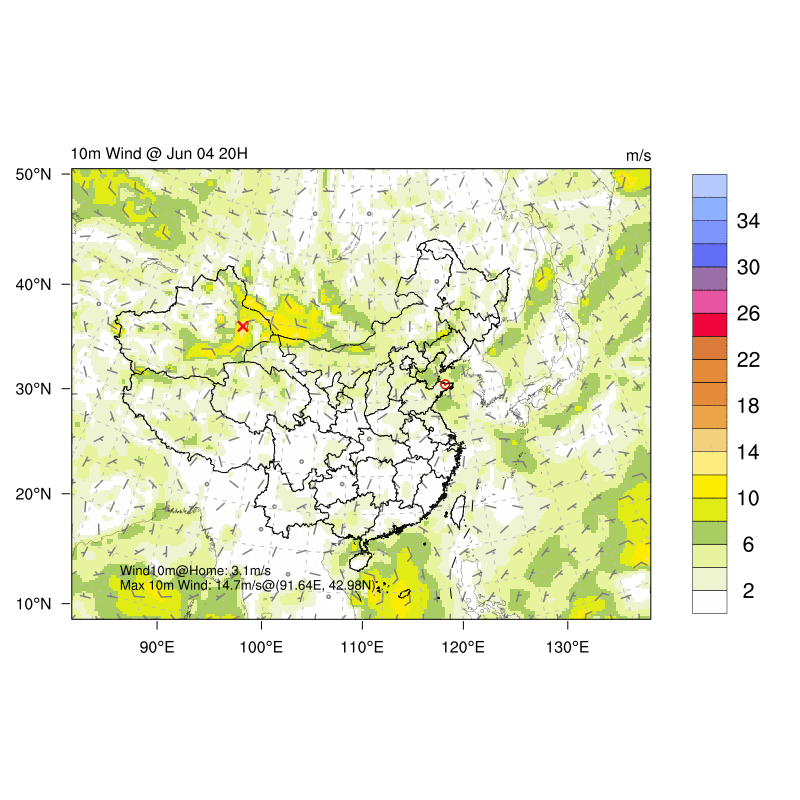 10m Wind @ Jun 04 20H
m/s
50°N
40°N
30°N
20°N
10°N
90°E
100°E
110°E
120°E
130°E
34
30
26
22
18
14
10
6
2
Wind10m@Home: 3.1m/s
Max 10m Wind: 14.7m/s@(91.64E, 42.98N)